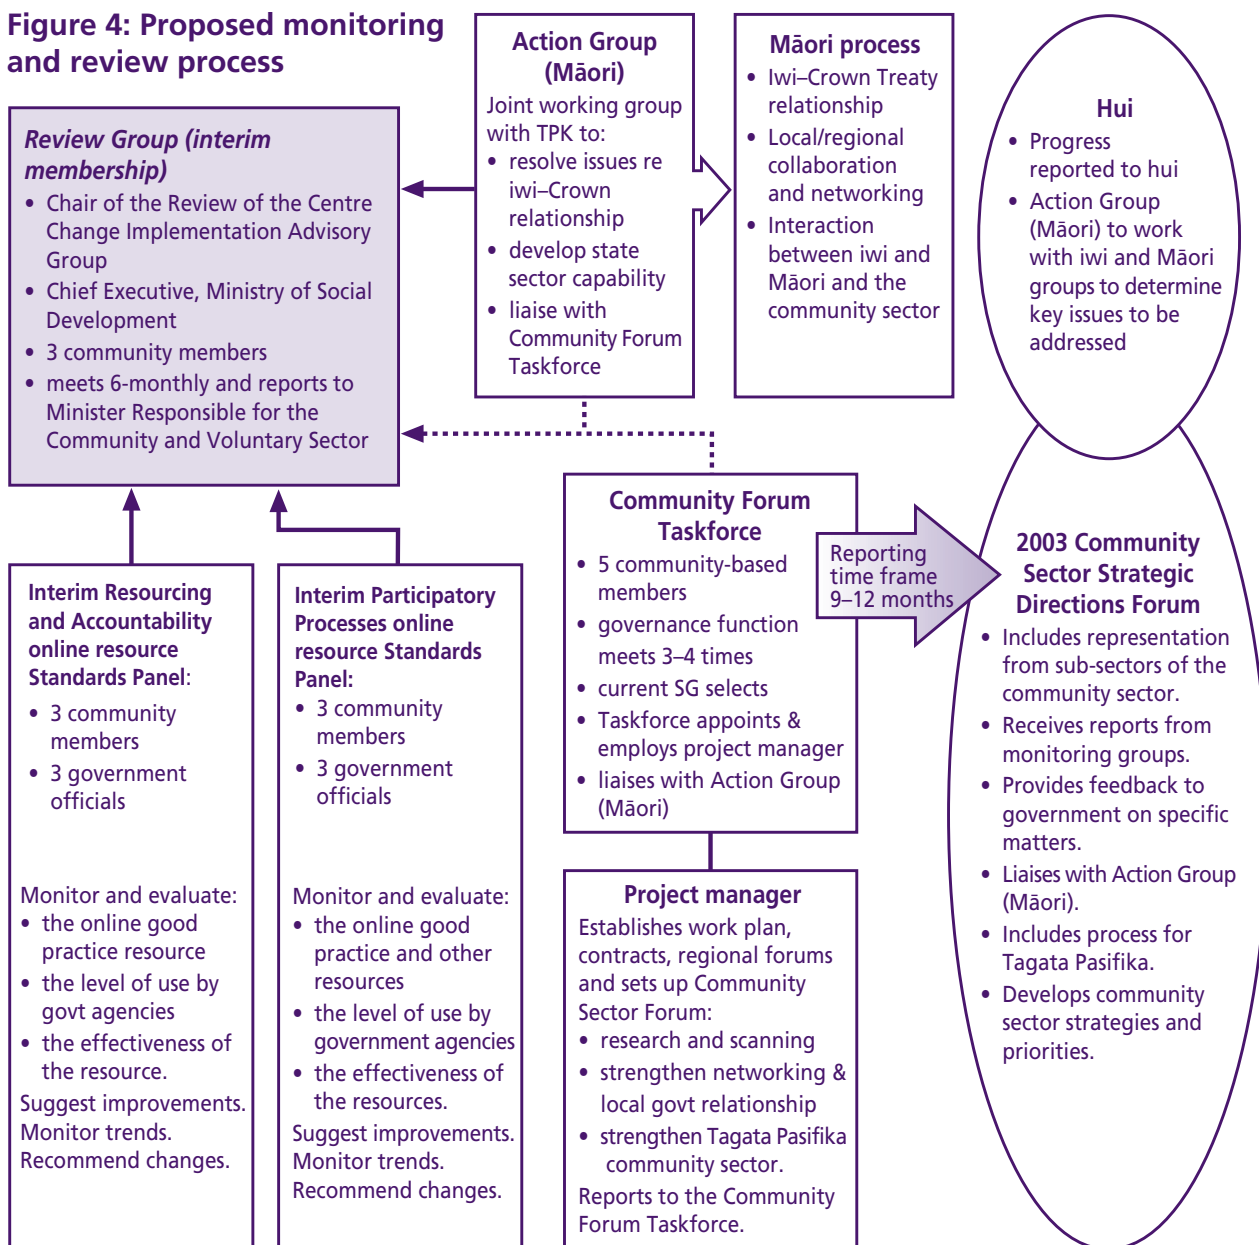 Figure 4: Proposed monitoring
and review process
Review Group (interim
membership)
• Chair of the Review of the Centre
Change Implementation Advisory
Group
• Chief Executive, Ministry of Social
Development
• 3 community members
• meets 6-monthly and reports to
Minister Responsible for the
Community and Voluntary Sector
Action Group
(Māori)
Joint working group
with TPK to:
• resolve issues re
iwi–Crown
relationship
• develop state
sector capability
• liaise with
Community Forum
Taskforce
Māori process
• Iwi–Crown Treaty
relationship
• Local/regional
collaboration
and networking
• Interaction
between iwi and
Māori and the
community sector
Hui
• Progress
reported to hui
• Action Group
(Māori) to work
with iwi and Māori
groups to determine
key issues to be
addressed
Interim Resourcing
and Accountability
online resource
Standards Panel:
• 3 community
members
• 3 government
officials
Monitor and evaluate:
• the online good
practice resource
• the level of use by
govt agencies
• the effectiveness of
the resource.
Suggest improvements.
Monitor trends.
Recommend changes.
Interim Participatory
Processes online
resource Standards
Panel:
• 3 community
members
• 3 government
officials
Monitor and evaluate:
• the online good
practice and other
resources
• the level of use by
government agencies
• the effectiveness of
the resources.
Suggest improvements.
Monitor trends.
Recommend changes.
Community Forum
Taskforce
• 5 community-based
members
• governance function
meets 3–4 times
• current SG selects
• Taskforce appoints &
employs project manager
• liaises with Action Group
(Māori)
Reporting
time frame
9–12 months
Project manager
Establishes work plan,
contracts, regional forums
and sets up Community
Sector Forum:
• research and scanning
• strengthen networking &
local govt relationship
• strengthen Tagata Pasifika
community sector.
Reports to the Community
Forum Taskforce.
2003 Community
Sector Strategic
Directions Forum
• Includes representation
from sub-sectors of the
community sector.
• Receives reports from
monitoring groups.
• Provides feedback to
government on specific
matters.
• Liaises with Action Group
(Māori).
• Includes process for
Tagata Pasifika.
• Develops community
sector strategies and
priorities.